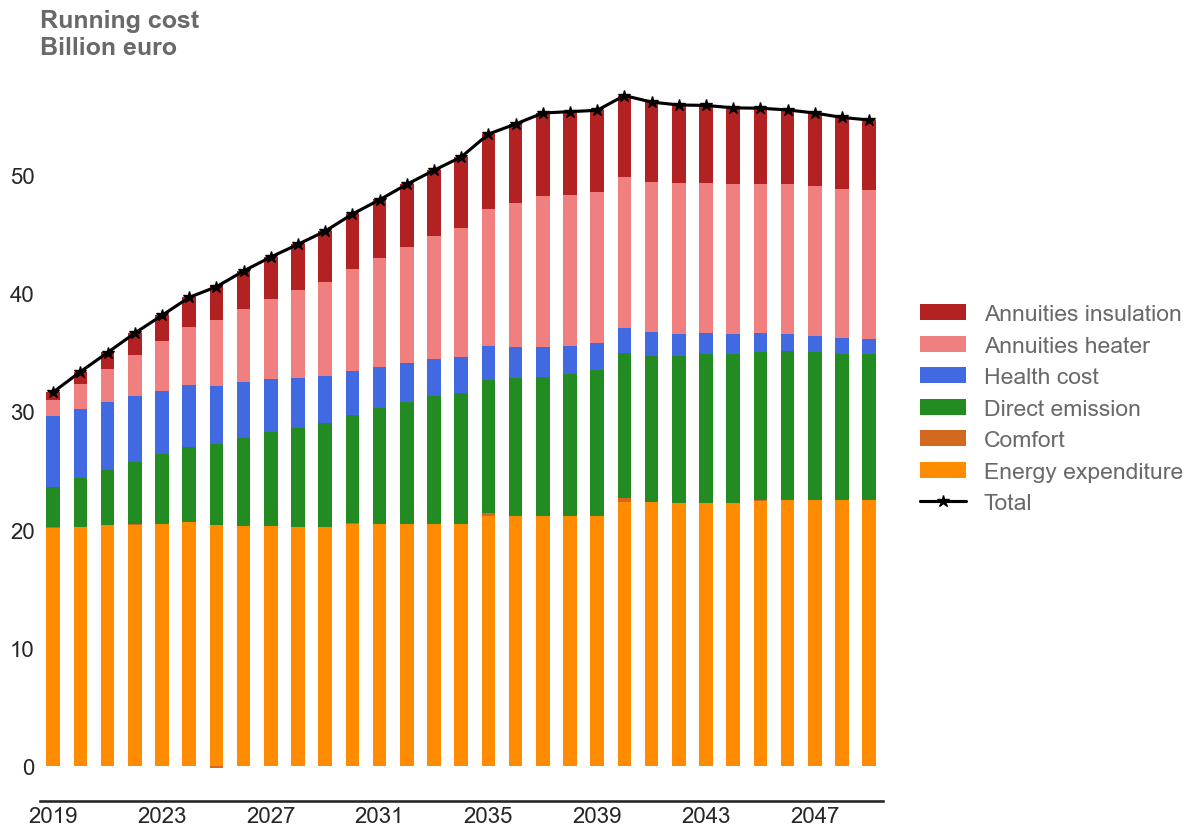 Running cost
Billion euro
50
40
30
20
10
0
2019 2023 2027 2031 2035 2039 2043 2047
Annuities insulation
Annuities heater
Health cost
Direct emission
Comfort
Energy expenditure
Total